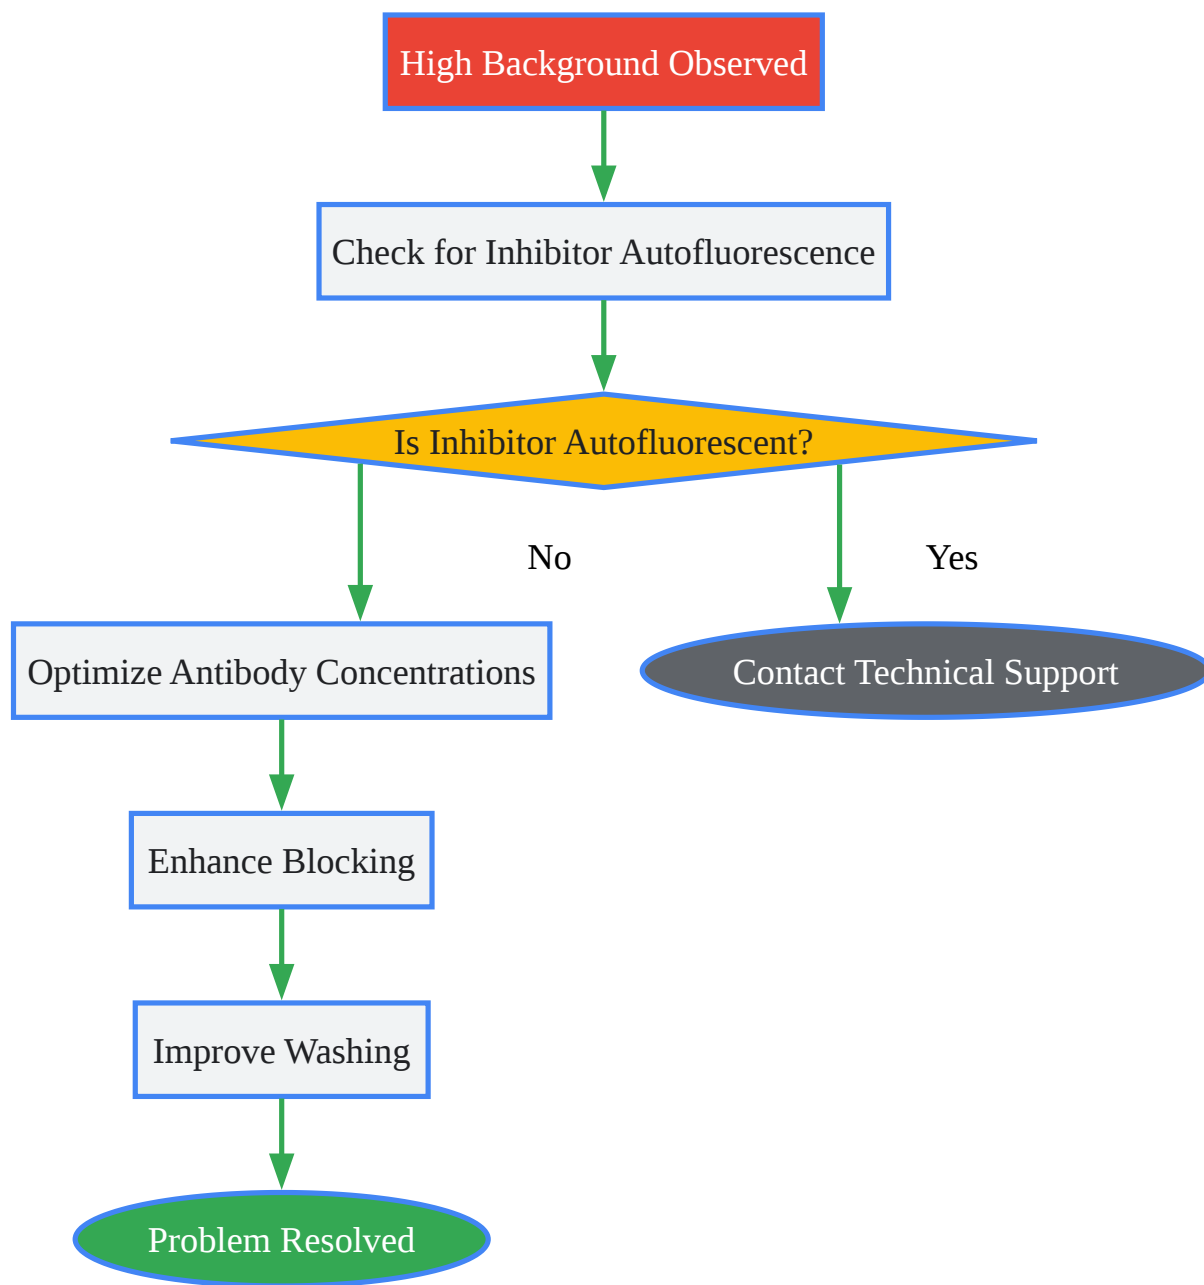 High Background Observed
Check for Inhibitor Autofluorescence
Is Inhibitor Autofluorescent?
No
Yes
Optimize Antibody Concentrations
Contact Technical Support
Enhance Blocking
Improve Washing
Problem Resolved